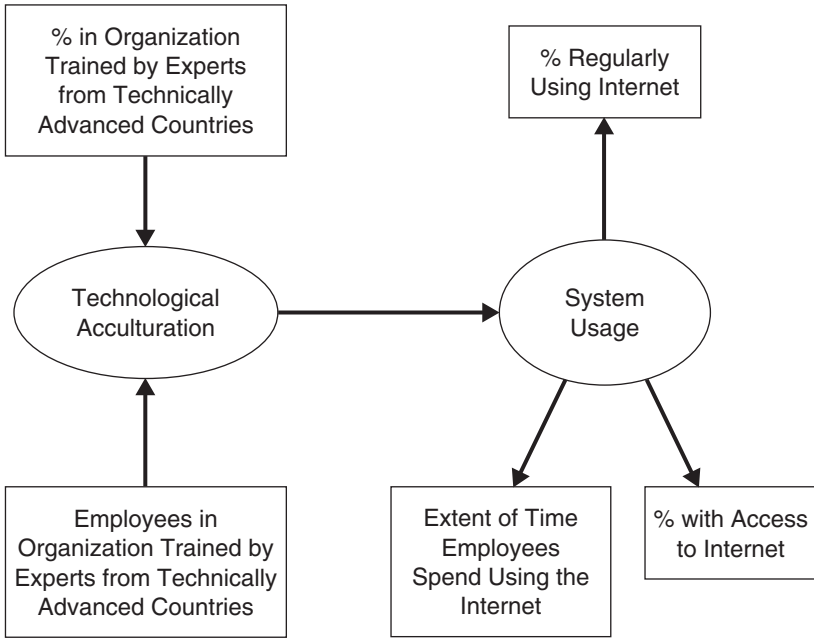 % in Organization
Trained by Experts
from Technically
Advanced Countries
% Regularly
Using Internet
Technological
Acculturation
System
Usage
Employees in
Organization Trained by
Experts from Technically
Advanced Countries
Extent of Time
Employees
Spend Using the
Internet
% with Access
to Internet